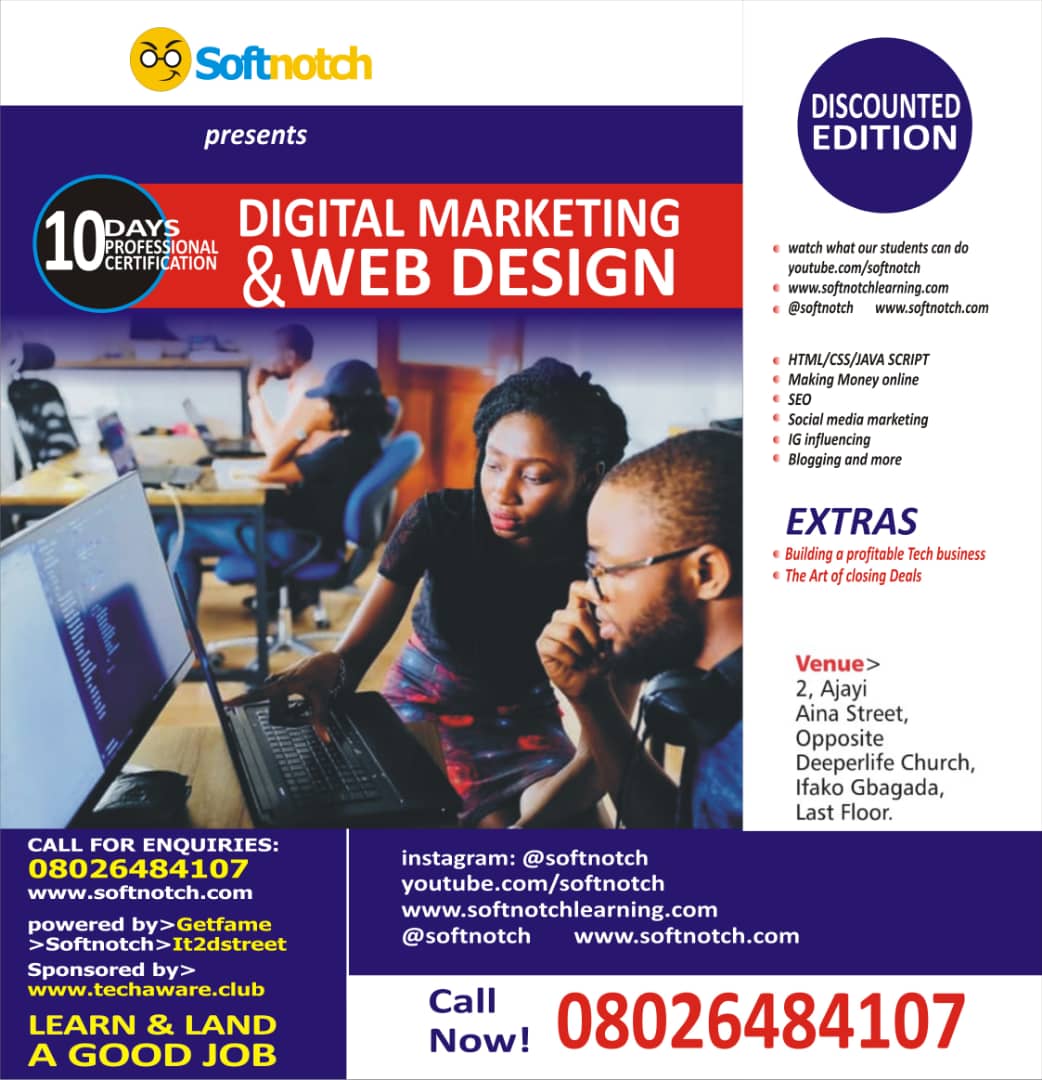 Softnotch
presents
10 DAYS
PROFESSIONAL
CERTIFICATION
DIGITAL MARKETING
& WEB DESIGN
DISCOUNTED
EDITION
watch what our students can do
youtube.com/softnotch
www.softnotchlearning.com
@softnotch www.softnotch.com
HTML/CSS/JAVA SCRIPT
Making Money online
SEO
Social media marketing
IG influencing
Blogging and more
EXTRAS
Building a profitable Tech business
The Art of closing Deals
Venue>
2, Ajayi
Aina Street,
Opposite
Deeperlife Church,
Ifako Gbagada,
Last Floor.
CALL FOR ENQUIRIES:
08026484107
www.softnotch.com
powered by>Getfame
>Softnotch>It2dstreet
Sponsored by>
www.techaware.club
LEARN & LAND
A GOOD JOB
instagram: @softnotch
youtube.com/softnotch
www.softnotchlearning.com
@softnotch www.softnotch.com
Call
Now!
08026484107